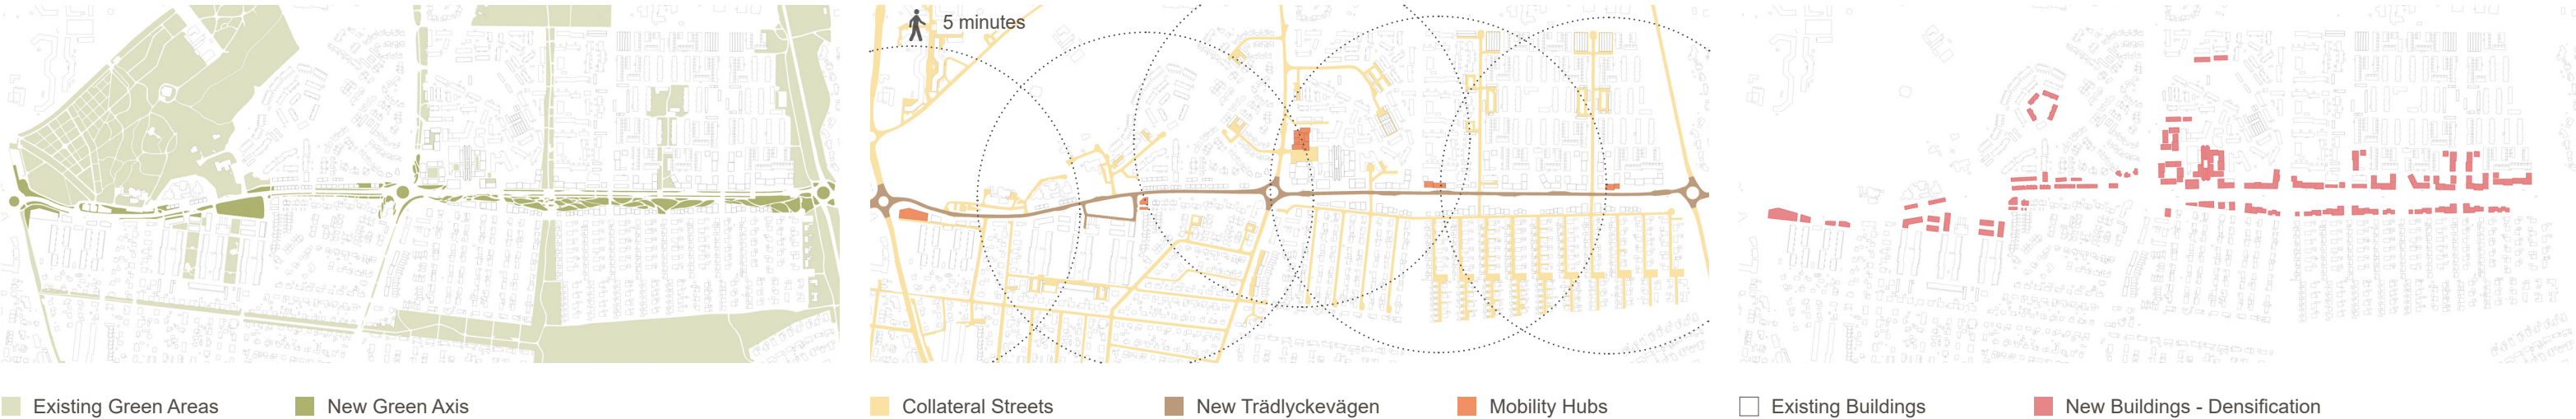 5 minutes
Existing Green Areas
New Green Axis
Collateral Streets
New Trädlyckevägen
Mobility Hubs
Existing Buildings
New Buildings - Densification